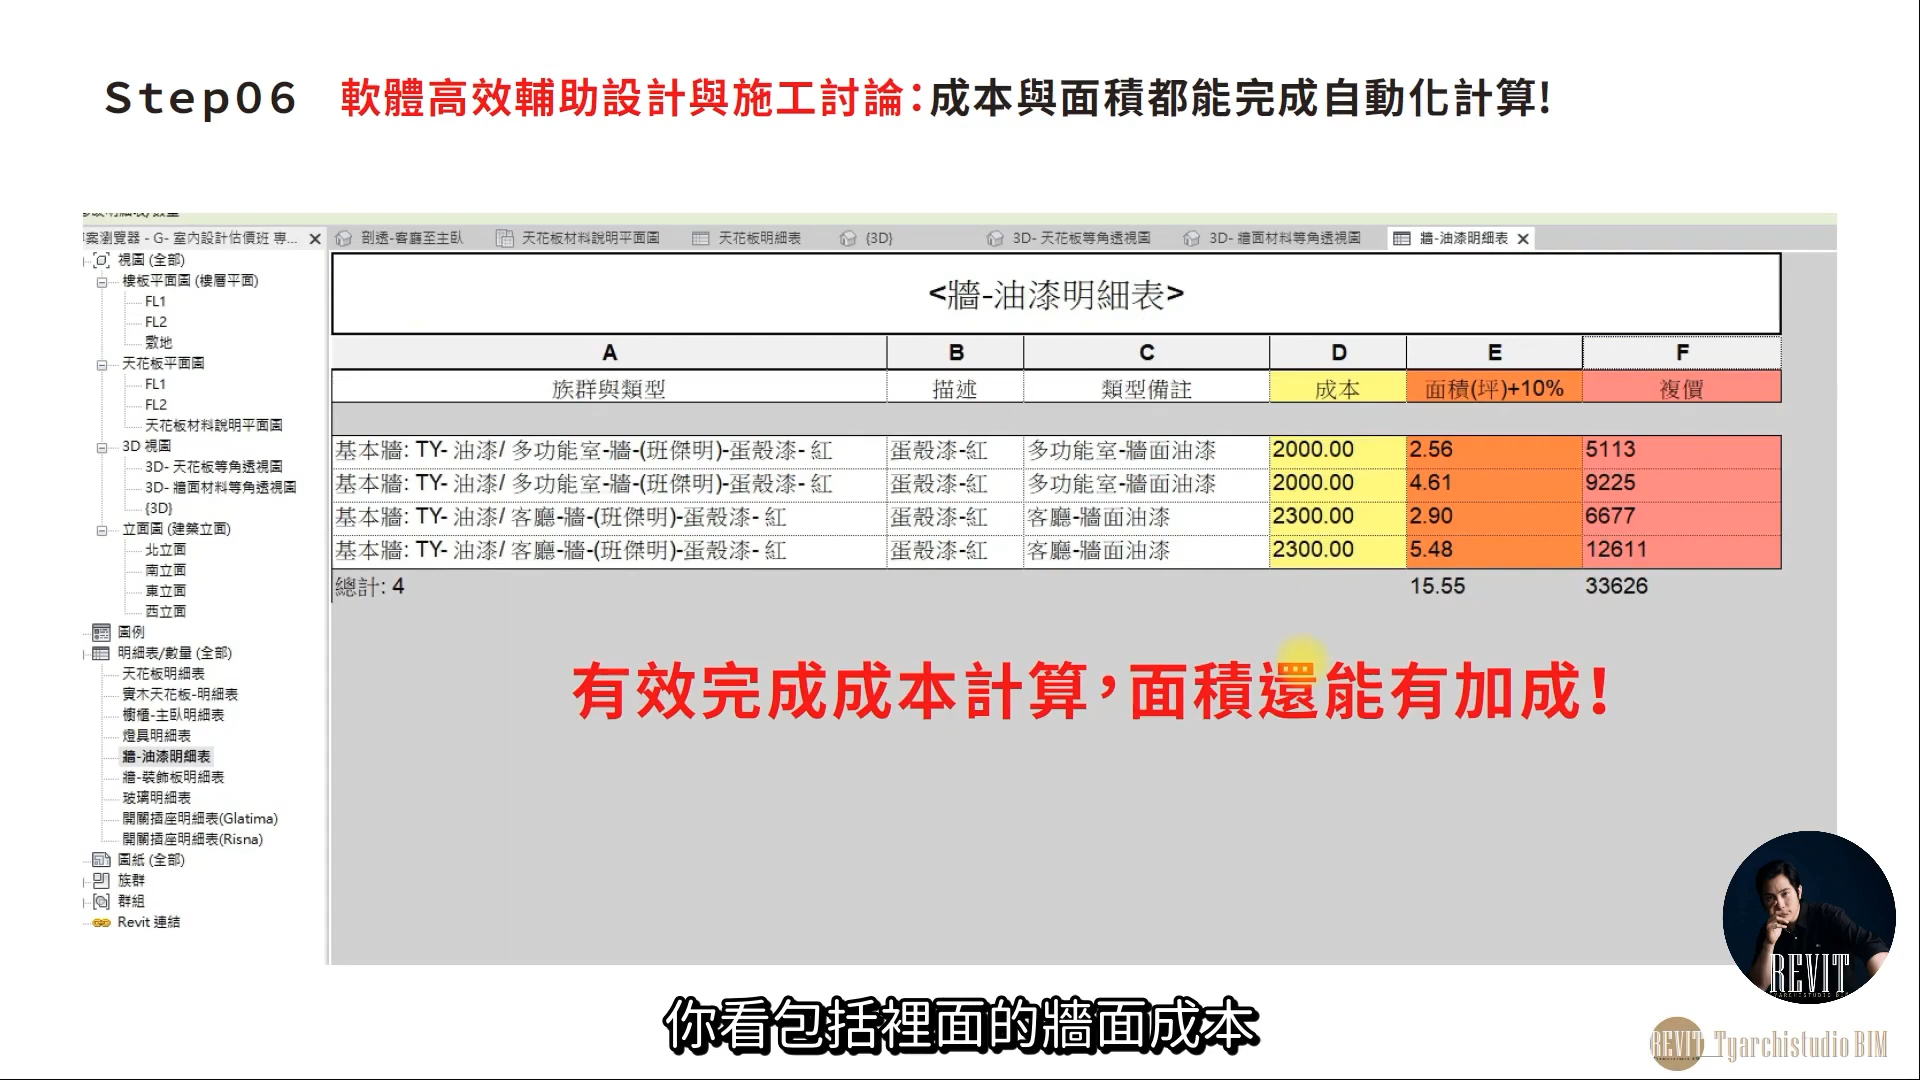 Step06 軟體高效輔助設計與施工討論:成本與面積都能完成自動化計算!
案瀏覽器 - G- 室內設計估價班 專...
剖透-客廳至主臥 天花板材料說明平面圖 天花板明細表 {3D} 3D- 天花板等角透視圖 3D- 牆面材料等角透視圖 牆-油漆明細表
視圖 (全部)
樓板平面圖 (樓層平面)
FL1
FL2
敷地
天花板平面圖
FL1
FL2
天花板材料說明平面圖
3D 視圖
3D- 天花板等角透視圖
3D- 牆面材料等角透視圖
{3D}
立面圖 (建築立面)
北立面
南立面
東立面
西立面
圖例
明細表/數量 (全部)
天花板明細表
實木天花板-明細表
櫥櫃-主臥明細表
燈具明細表
牆-油漆明細表
牆-裝飾板明細表
玻璃明細表
開關插座明細表(Glatima)
開關插座明細表(Risna)
圖紙 (全部)
族群
群組
Revit 連結
<牆-油漆明細表>
A B C D E F
族群與類型 描述 類型備註 成本 面積(坪)+10% 複價
基本牆: TY- 油漆/ 多功能室-牆-(班傑明)-蛋殼漆- 紅 蛋殼漆-紅 多功能室-牆面油漆 2000.00 2.56 5113
基本牆: TY- 油漆/ 多功能室-牆-(班傑明)-蛋殼漆- 紅 蛋殼漆-紅 多功能室-牆面油漆 2000.00 4.61 9225
基本牆: TY- 油漆/ 客廳-牆-(班傑明)-蛋殼漆- 紅 蛋殼漆-紅 客廳-牆面油漆 2300.00 2.90 6677
基本牆: TY- 油漆/ 客廳-牆-(班傑明)-蛋殼漆- 紅 蛋殼漆-紅 客廳-牆面油漆 2300.00 5.48 12611
總計: 4 15.55 33626
有效完成成本計算,面積還能有加成!
REVIT
你看包括裡面的牆面成本
REVIT Tyarchistudio BIM